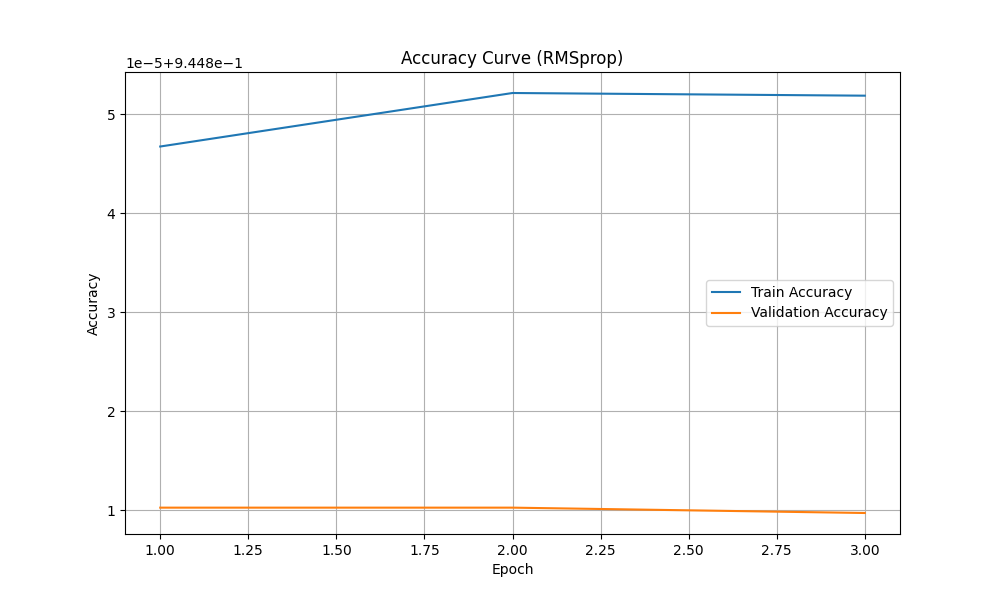 Accuracy Curve (RMSprop)
1e−5+9.448e−1
5
4
3
2
1
Accuracy
Train Accuracy
Validation Accuracy
1.00 1.25 1.50 1.75 2.00 2.25 2.50 2.75 3.00
Epoch